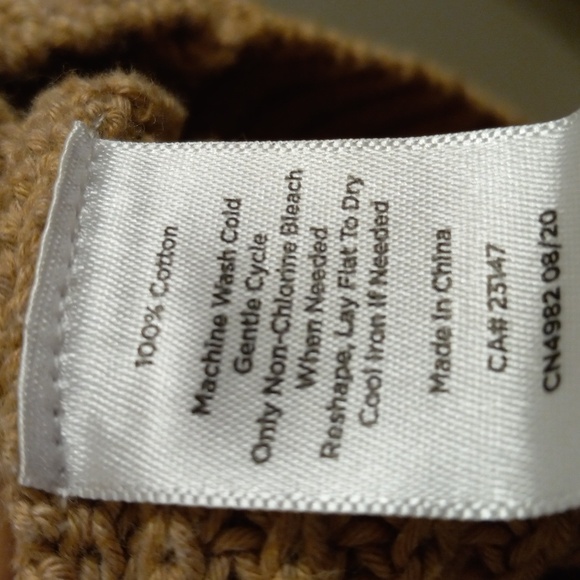 100% Cotton
Machine Wash Cold
Gentle Cycle
Only Non-Chlorine Bleach
When Needed
Reshape, Lay Flat To Dry
Cool Iron If Needed
Made In China
CA# 23147
CN4982 08/20